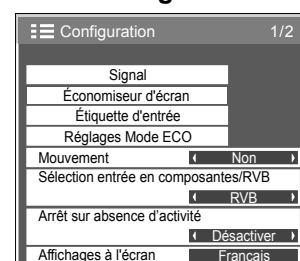 Configuration 1/2
Signal
Économiseur d'écran
Étiquette d'entrée
Réglages Mode ECO
Mouvement Non
Sélection entrée en composantes/RVB
RVB
Arrêt sur absence d'activité
Désactiver
Affichages à l'écran Français